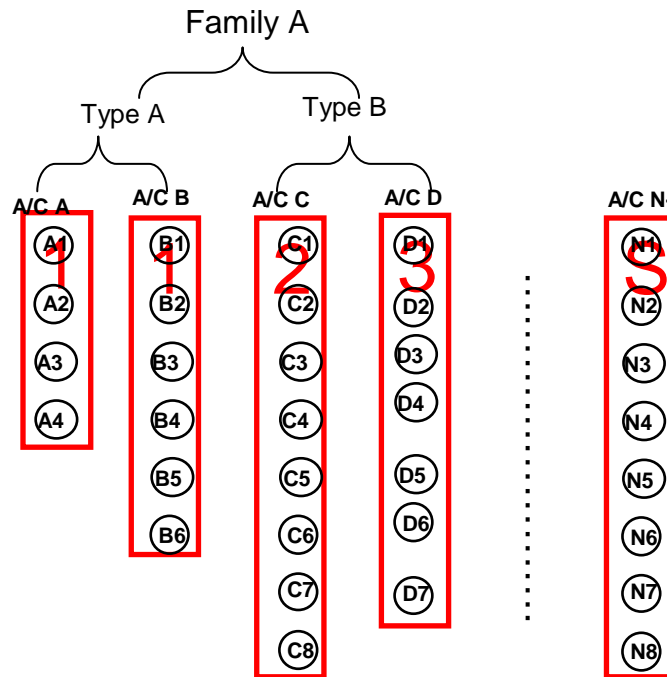 Family A
Type A
Type B
A/C A
A/C B
A/C C
A/C D
A/C N
1
1
2
3
S
A1
B1
C1
D1
N1
A2
B2
C2
D2
N2
A3
B3
C3
D3
N3
A4
B4
C4
D4
N4
B5
C5
D5
N5
B6
C6
D6
N6
C7
D7
N7
C8
N8